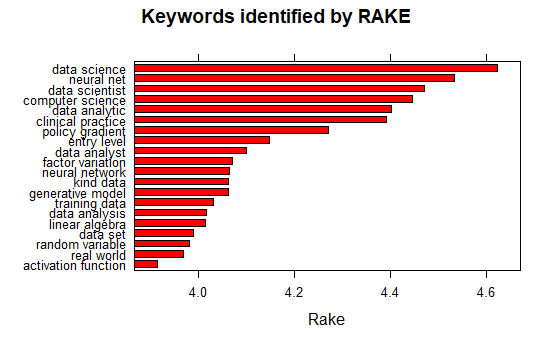 Keywords identified by RAKE
data science
neural net
data scientist
computer science
data analytic
clinical practice
policy gradient
entry level
data analyst
factor variation
neural network
kind data
generative model
training data
data analysis
linear algebra
data set
random variable
real world
activation function
4.0 4.2 4.4 4.6
Rake